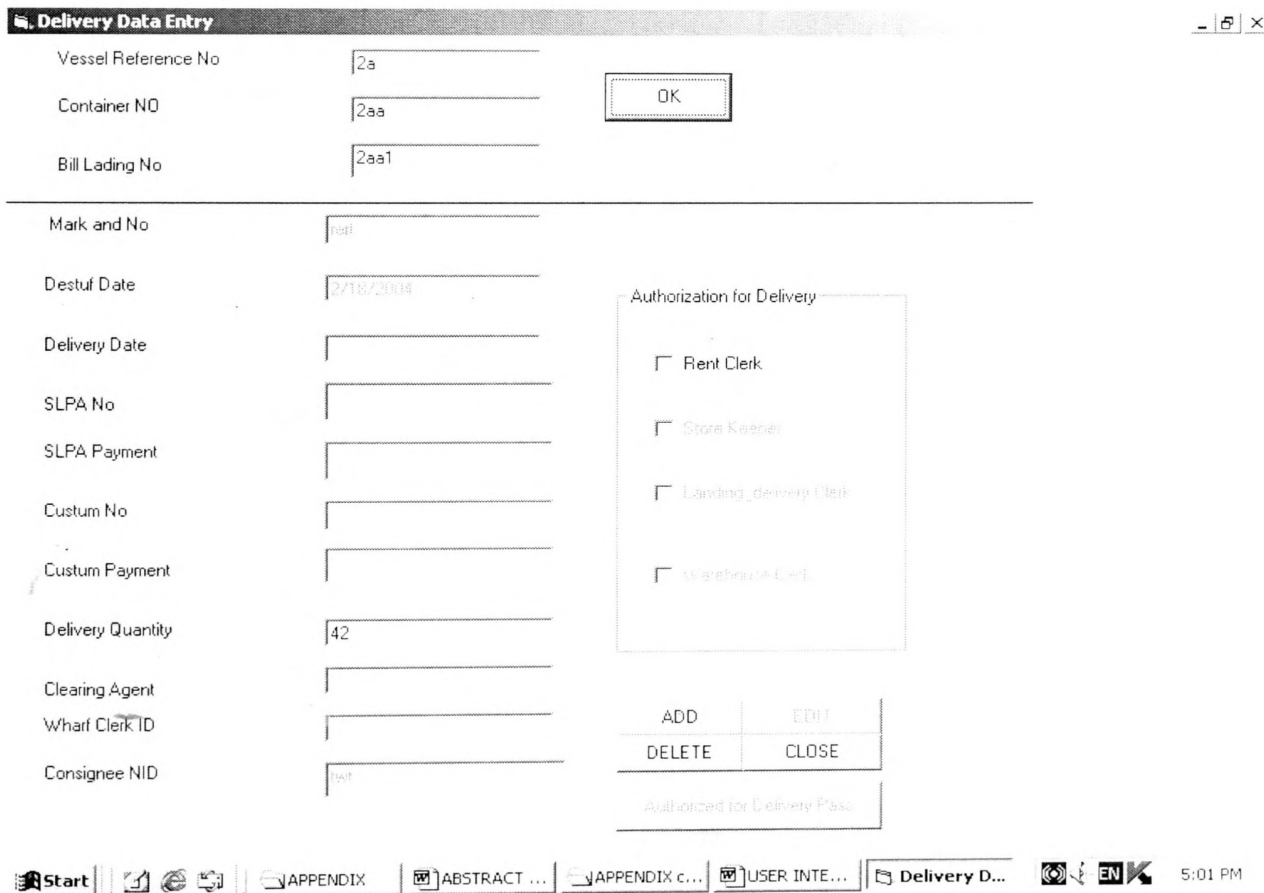 Delivery Data Entry
Vessel Reference No 2a
OK
Container NO 2aa
Bill Lading No 2aa1
Mark and No
Destuf Date 2/18/2004
Authorization for Delivery
Delivery Date
Rent Clerk
SLPA No
Store Keeper
SLPA Payment
Landing_delivery Clerk
Custum No
Custum Payment
Warehouse
Delivery Quantity 42
Clearing Agent
ADD EDIT
Wharf Clerk ID
DELETE CLOSE
Consignee NID
Authorized for Delivery Pass
Start APPENDIX ABSTRACT ... APPENDIX c... USER INTE... Delivery D... EN 5:01 PM